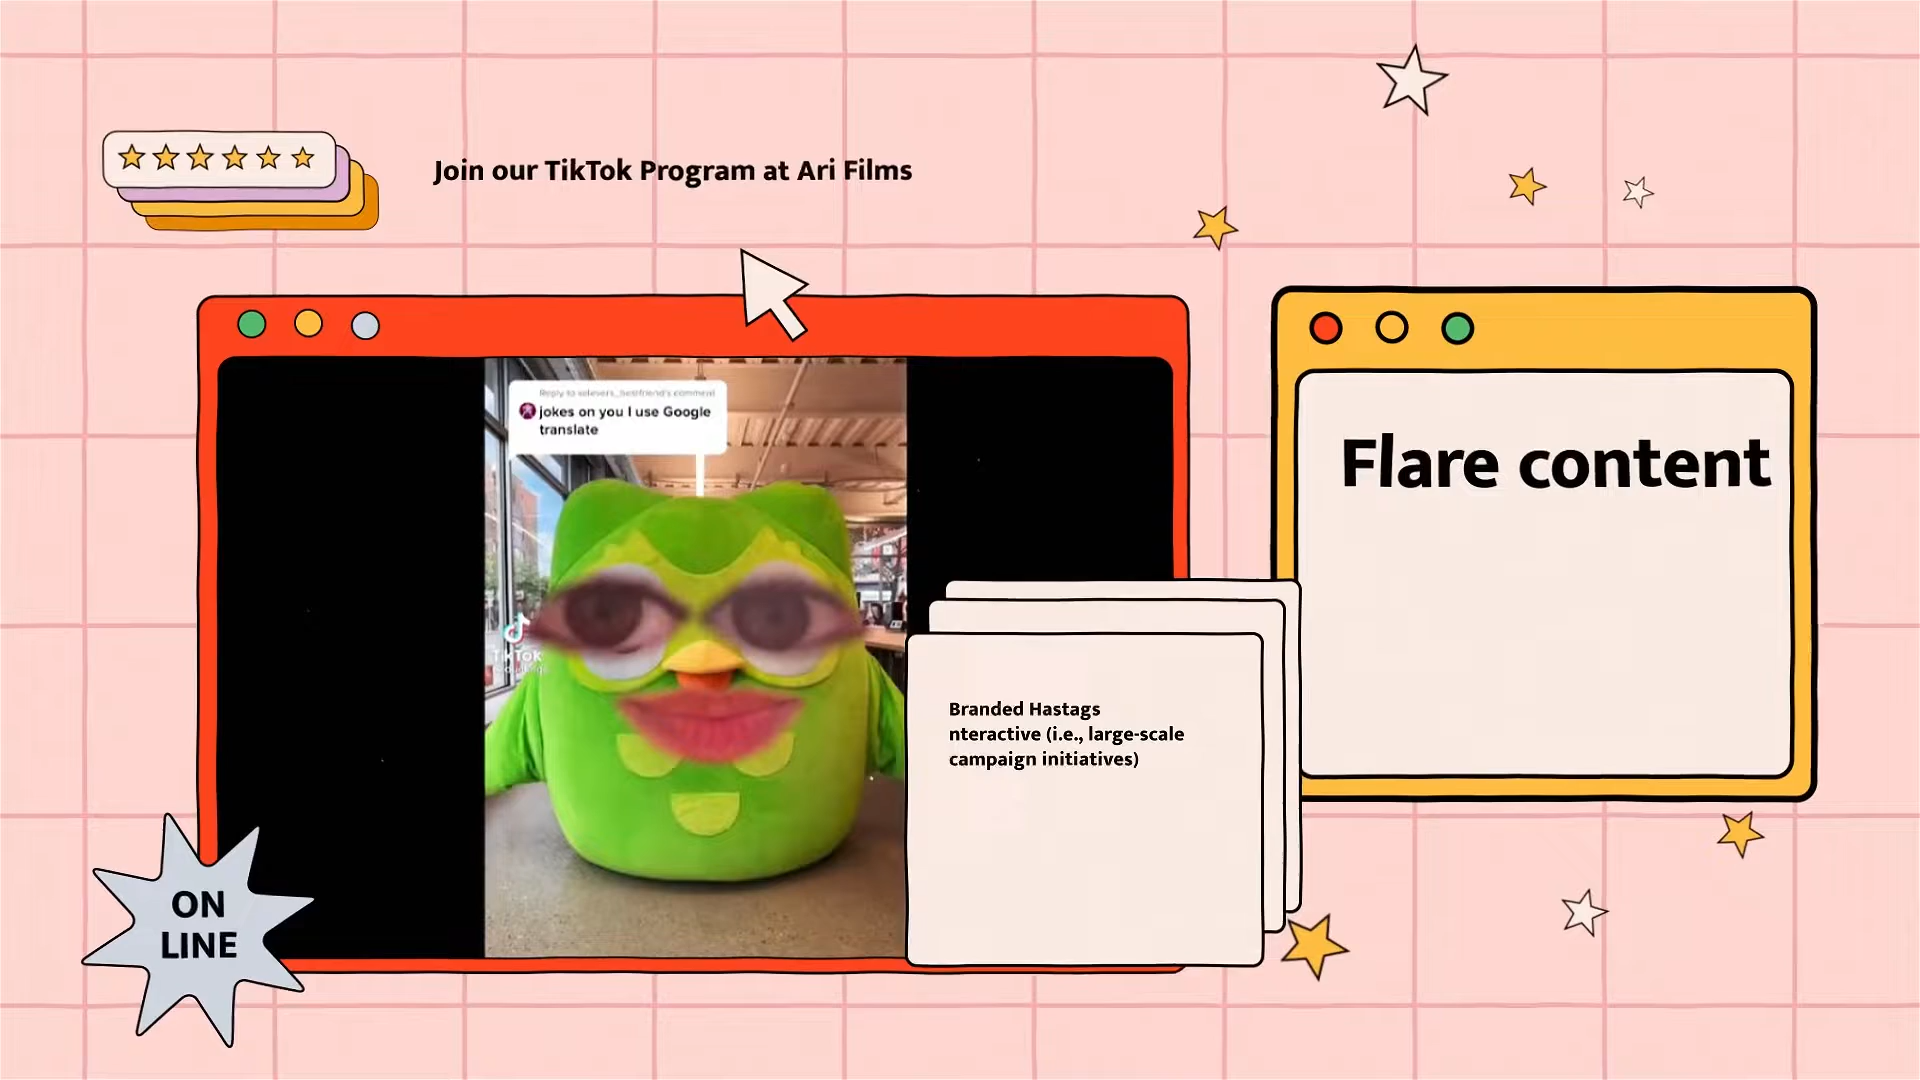 Join our TikTok Program at Ari Films
jokes on you I use Google
translate
TikTok
Flare content
Branded Hastags
nteractive (i.e., large-scale
campaign initiatives)
ON
LINE